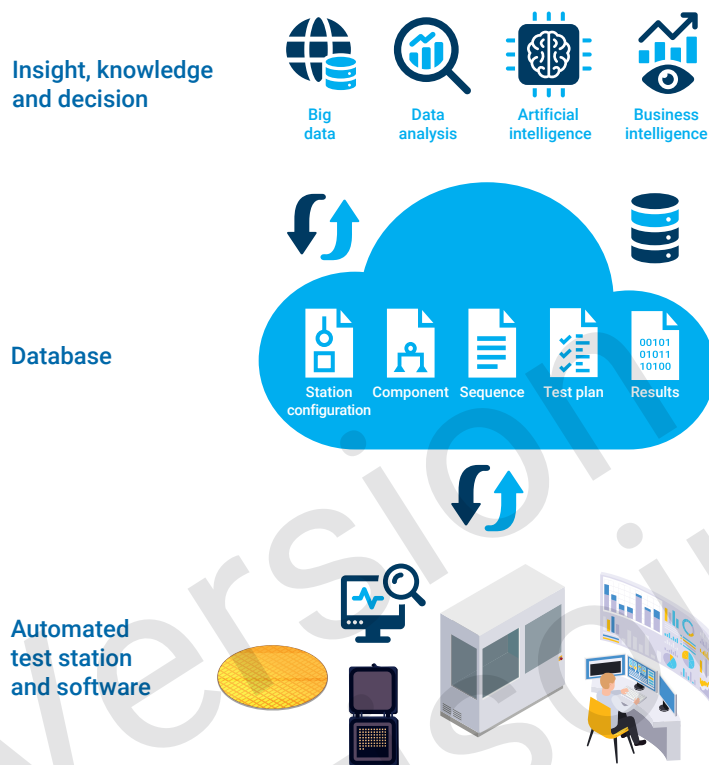 Insight, knowledge
and decision
Big
data
Data
analysis
Artificial
intelligence
Business
intelligence
Database
Station
configuration
Component
Sequence
Test plan
Results
00101
01011
10100
Automated
test station
and software
version